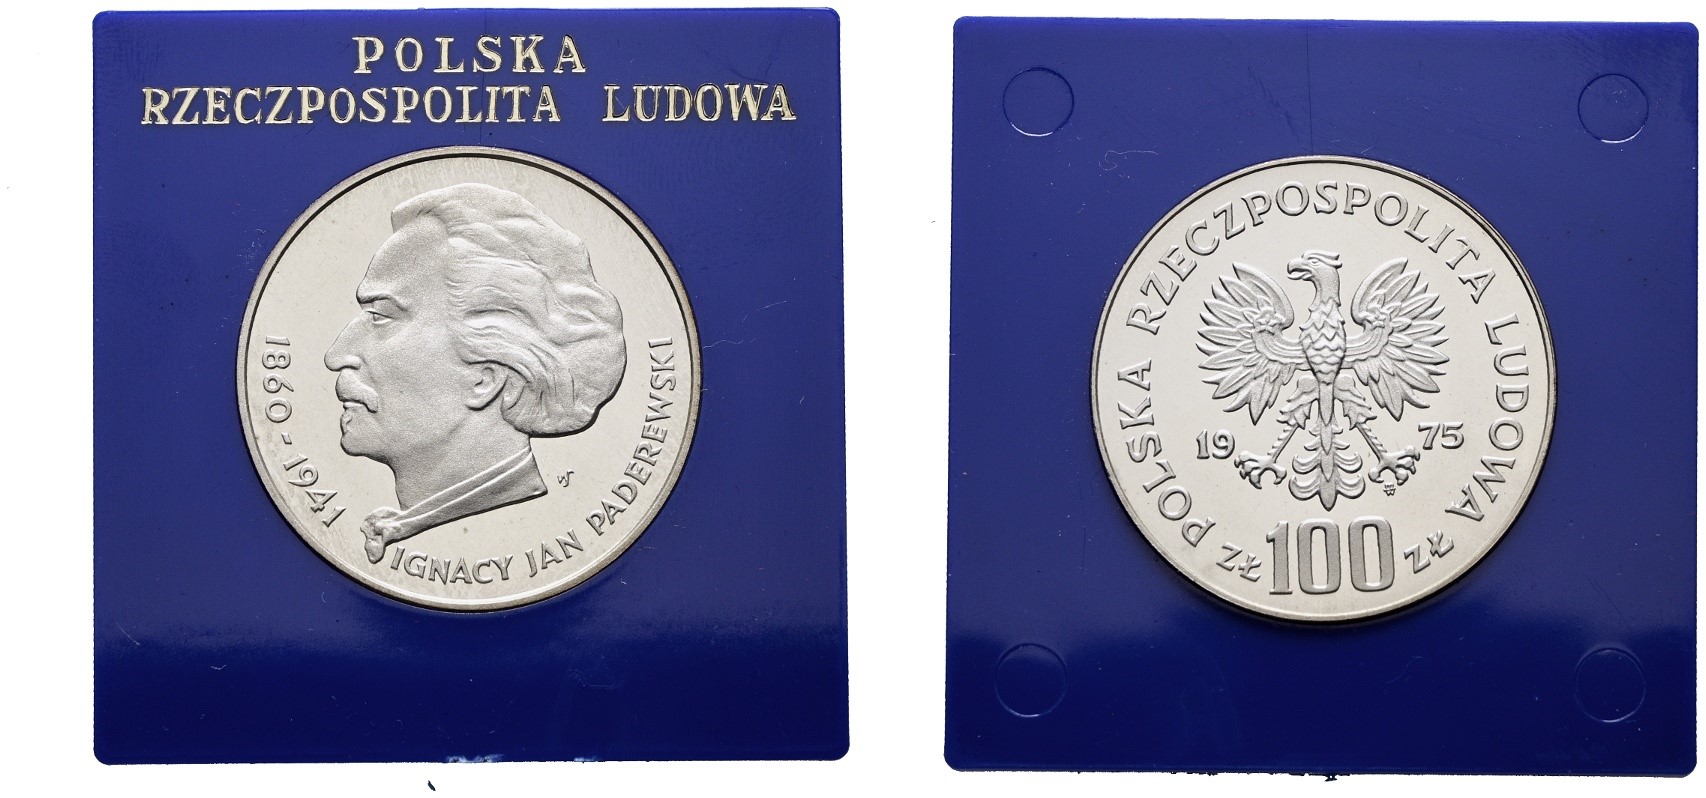 POLSKA
RZECZPOSPOLITA LUDOWA
1860-1941
IGNACY JAN PADEREWSKI
POLSKA RZECZPOSPOLITA LUDOWA
19 75
ZŁ 100 ZŁ